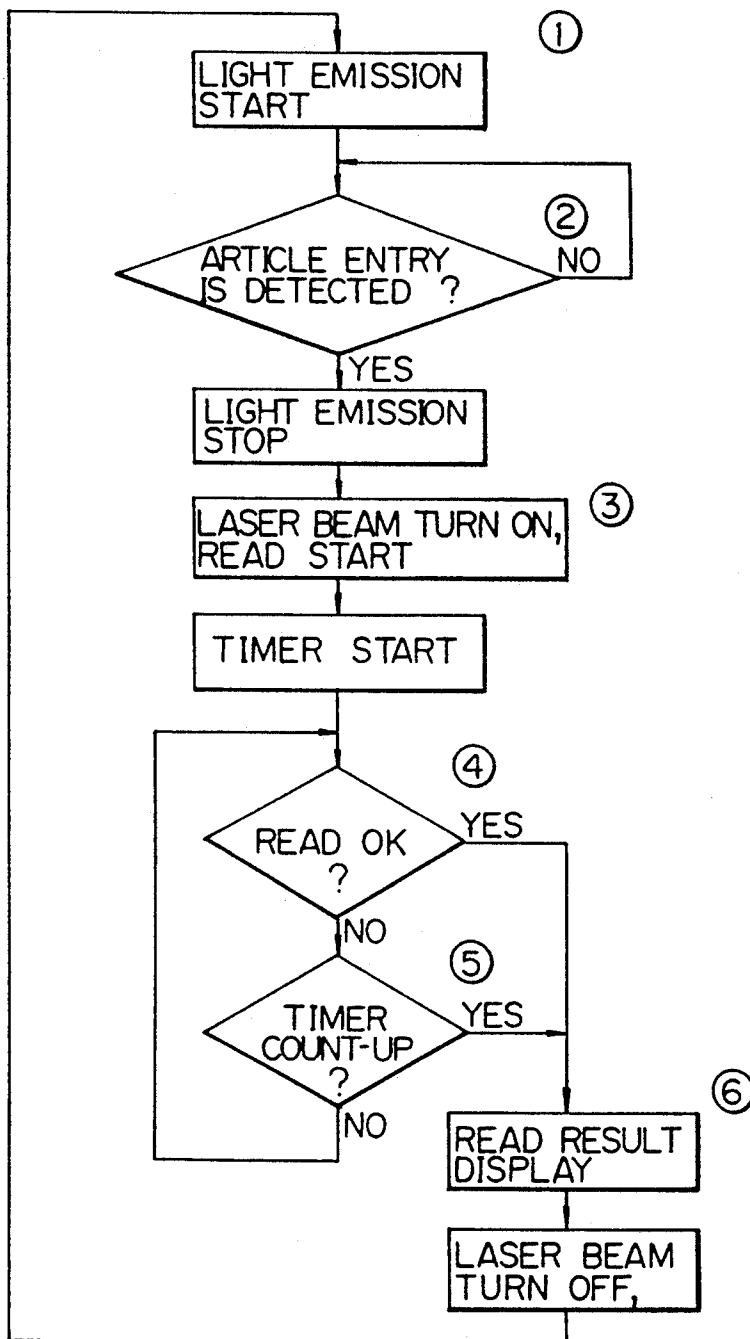 ①
LIGHT EMISSION
START
②
ARTICLE ENTRY
IS DETECTED ?
NO
YES
LIGHT EMISSION
STOP
③
LASER BEAM TURN ON,
READ START
TIMER START
④
READ OK
?
YES
NO
⑤
TIMER
COUNT-UP
?
YES
NO
⑥
READ RESULT
DISPLAY
LASER BEAM
TURN OFF,